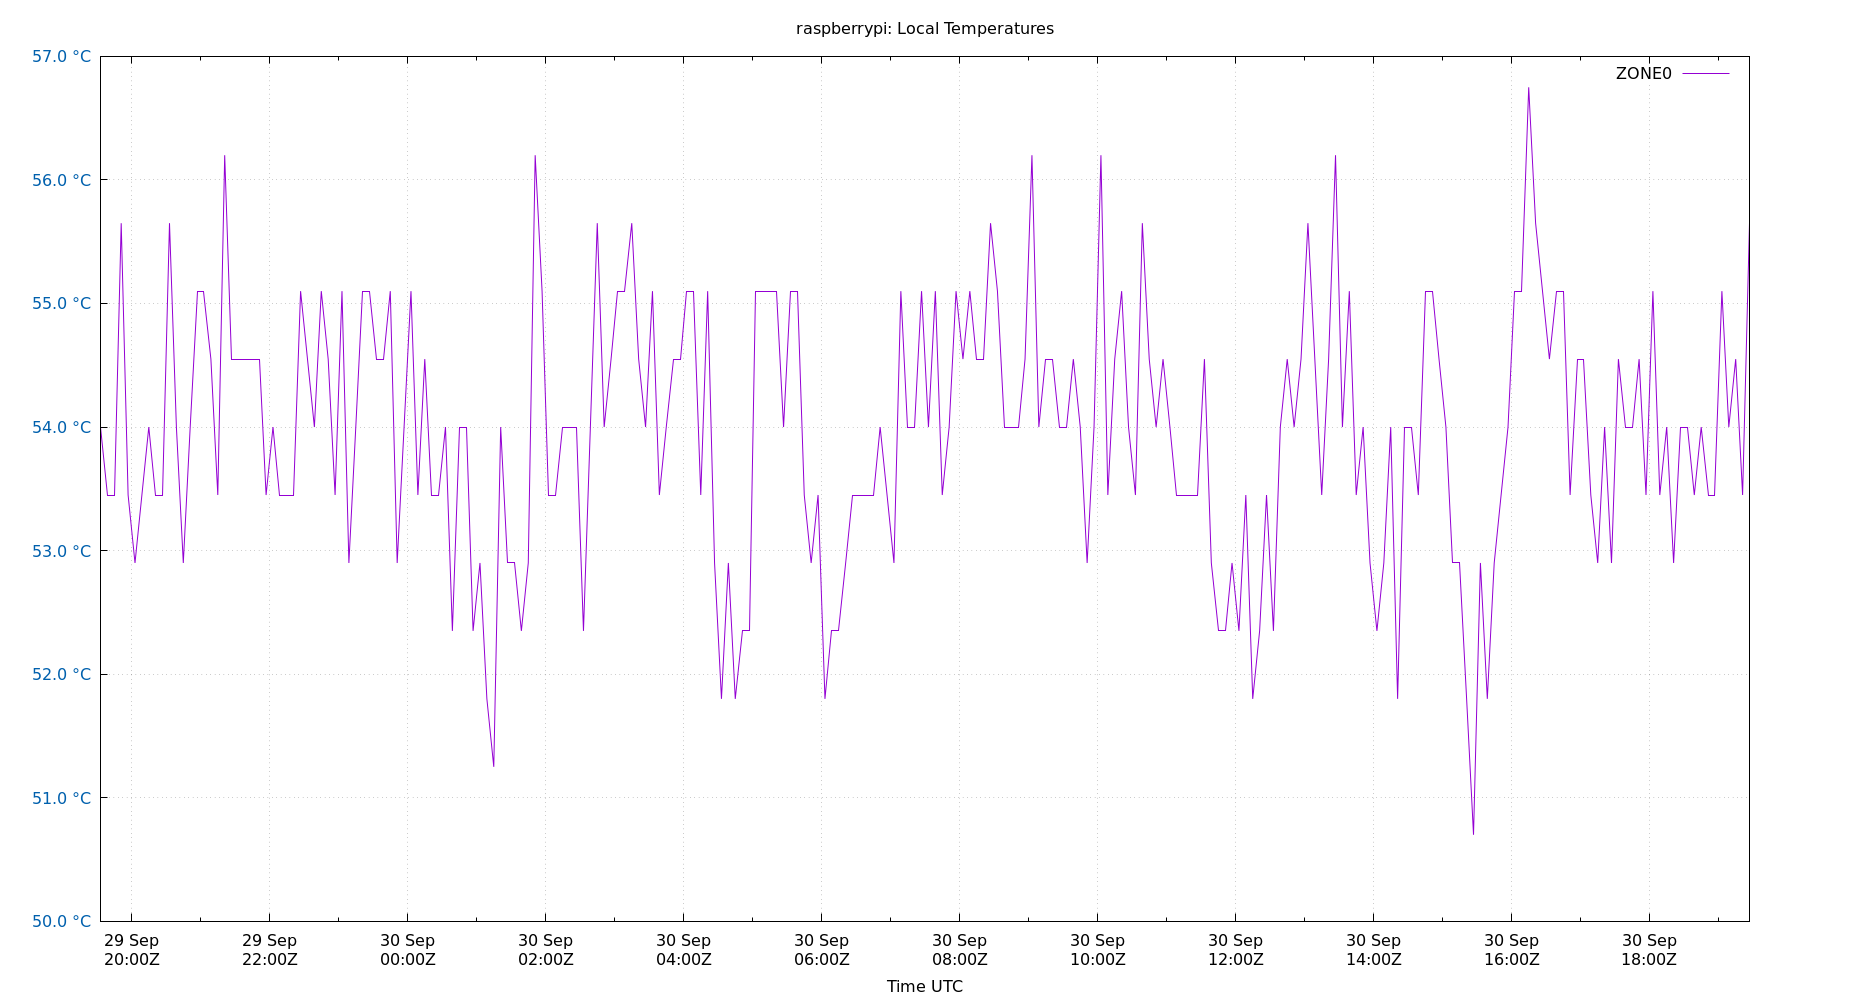 raspberrypi: Local Temperatures
57.0 °C
56.0 °C
55.0 °C
54.0 °C
53.0 °C
52.0 °C
51.0 °C
50.0 °C
ZONE0
29 Sep 29 Sep 30 Sep 30 Sep 30 Sep 30 Sep 30 Sep 30 Sep 30 Sep 30 Sep 30 Sep 30 Sep
20:00Z 22:00Z 00:00Z 02:00Z 04:00Z 06:00Z 08:00Z 10:00Z 12:00Z 14:00Z 16:00Z 18:00Z
Time UTC